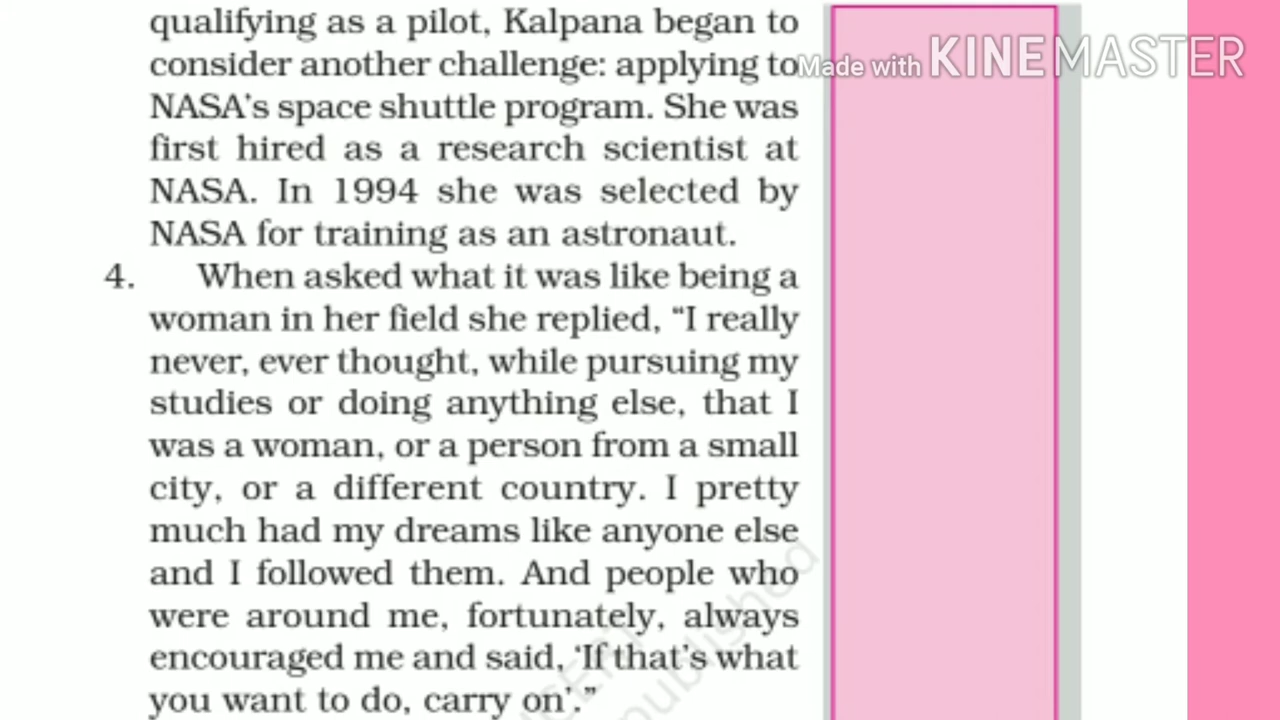 qualifying as a pilot, Kalpana began to
consider another challenge: applying to
Made with KINEMASTER
NASA's space shuttle program. She was
first hired as a research scientist at
NASA. In 1994 she was selected by
NASA for training as an astronaut.
4. When asked what it was like being a
woman in her field she replied, “I really
never, ever thought, while pursuing my
studies or doing anything else, that I
was a woman, or a person from a small
city, or a different country. I pretty
much had my dreams like anyone else
and I followed them. And people who
were around me, fortunately, always
encouraged me and said, ‘If that's what
you want to do, carry on’.”
NCERT
published